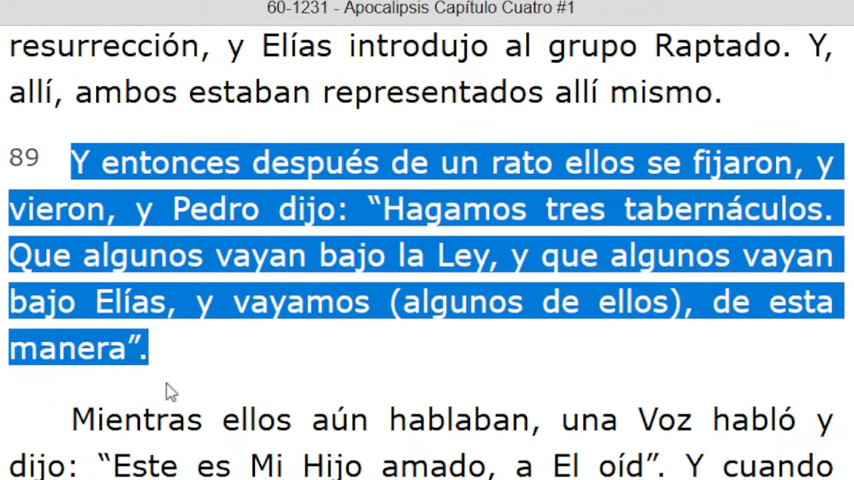 60-1231 - Apocalipsis Capítulo Cuatro #1
resurrección, y Elías introdujo al grupo Raptado. Y,
allí, ambos estaban representados allí mismo.
89 Y entonces después de un rato ellos se fijaron, y
vieron, y Pedro dijo: “Hagamos tres tabernáculos.
Que algunos vayan bajo la Ley, y que algunos vayan
bajo Elías, y vayamos (algunos de ellos), de esta
manera”.
Mientras ellos aún hablaban, una Voz habló y
dijo: “Este es Mi Hijo amado, a El oíd”. Y cuando